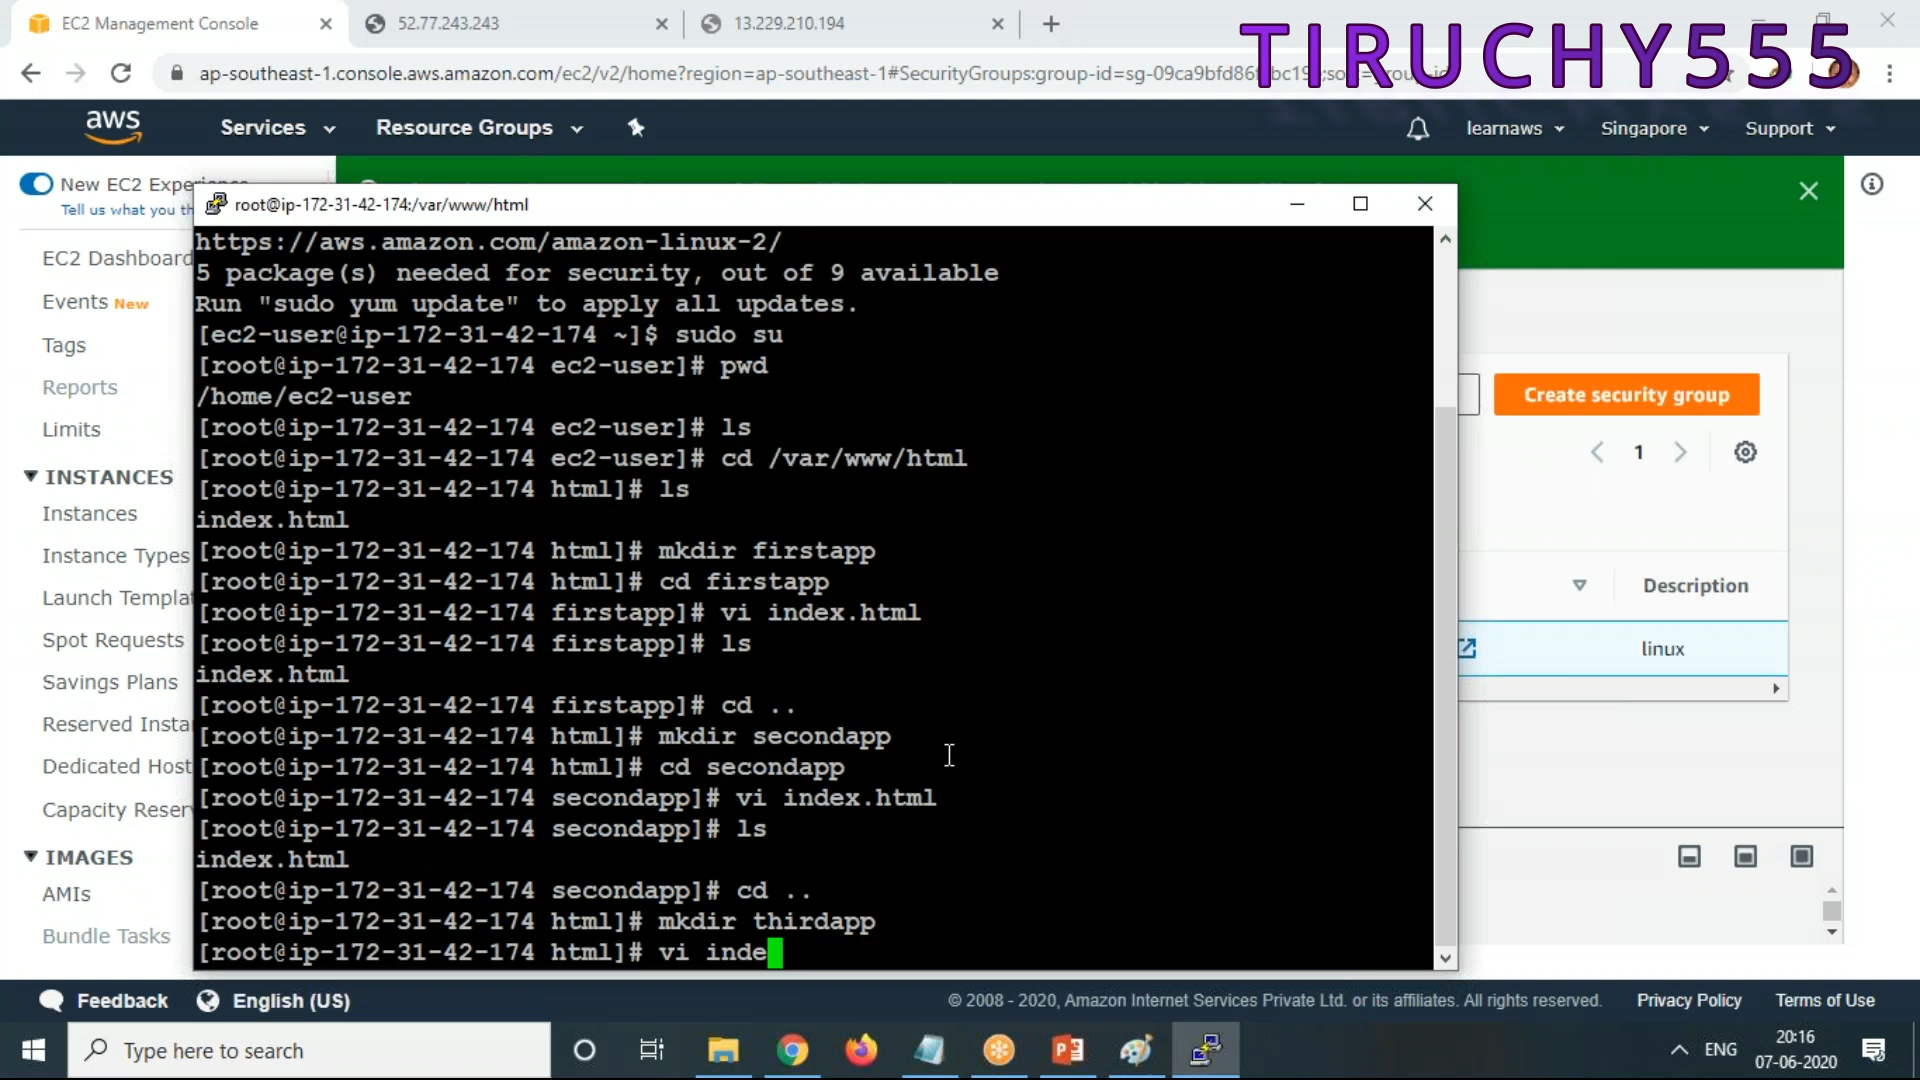 EC2 Management Console
52.77.243.243
13.229.210.194
TIRUCHY555
ap-southeast-1.console.aws.amazon.com/ec2/v2/home?region=ap-southeast-1#SecurityGroups:group-id=sg-09ca9bfd86
aws
Services
Resource Groups
learnaws
Singapore
Support
New EC2 Experience
Tell us what you th
root@ip-172-31-42-174:/var/www/html
https://aws.amazon.com/amazon-linux-2/
5 package(s) needed for security, out of 9 available
Run "sudo yum update" to apply all updates.
[ec2-user@ip-172-31-42-174 ~]$ sudo su
[root@ip-172-31-42-174 ec2-user]# pwd
/home/ec2-user
[root@ip-172-31-42-174 ec2-user]# ls
[root@ip-172-31-42-174 ec2-user]# cd /var/www/html
[root@ip-172-31-42-174 html]# ls
index.html
[root@ip-172-31-42-174 html]# mkdir firstapp
[root@ip-172-31-42-174 html]# cd firstapp
[root@ip-172-31-42-174 firstapp]# vi index.html
[root@ip-172-31-42-174 firstapp]# ls
index.html
[root@ip-172-31-42-174 firstapp]# cd ..
[root@ip-172-31-42-174 html]# mkdir secondapp
[root@ip-172-31-42-174 html]# cd secondapp
[root@ip-172-31-42-174 secondapp]# vi index.html
[root@ip-172-31-42-174 secondapp]# ls
index.html
[root@ip-172-31-42-174 secondapp]# cd ..
[root@ip-172-31-42-174 html]# mkdir thirdapp
[root@ip-172-31-42-174 html]# vi inde
EC2 Dashboard
Events New
Tags
Reports
Limits
INSTANCES
Instances
Instance Types
Launch Templat
Spot Requests
Savings Plans
Reserved Insta
Dedicated Host
Capacity Reserv
IMAGES
AMIs
Bundle Tasks
Create security group
1
Description
linux
Feedback
English (US)
© 2008 - 2020, Amazon Internet Services Private Ltd. or its affiliates. All rights reserved.
Privacy Policy
Terms of Use
Type here to search
ENG
20:16
07-06-2020